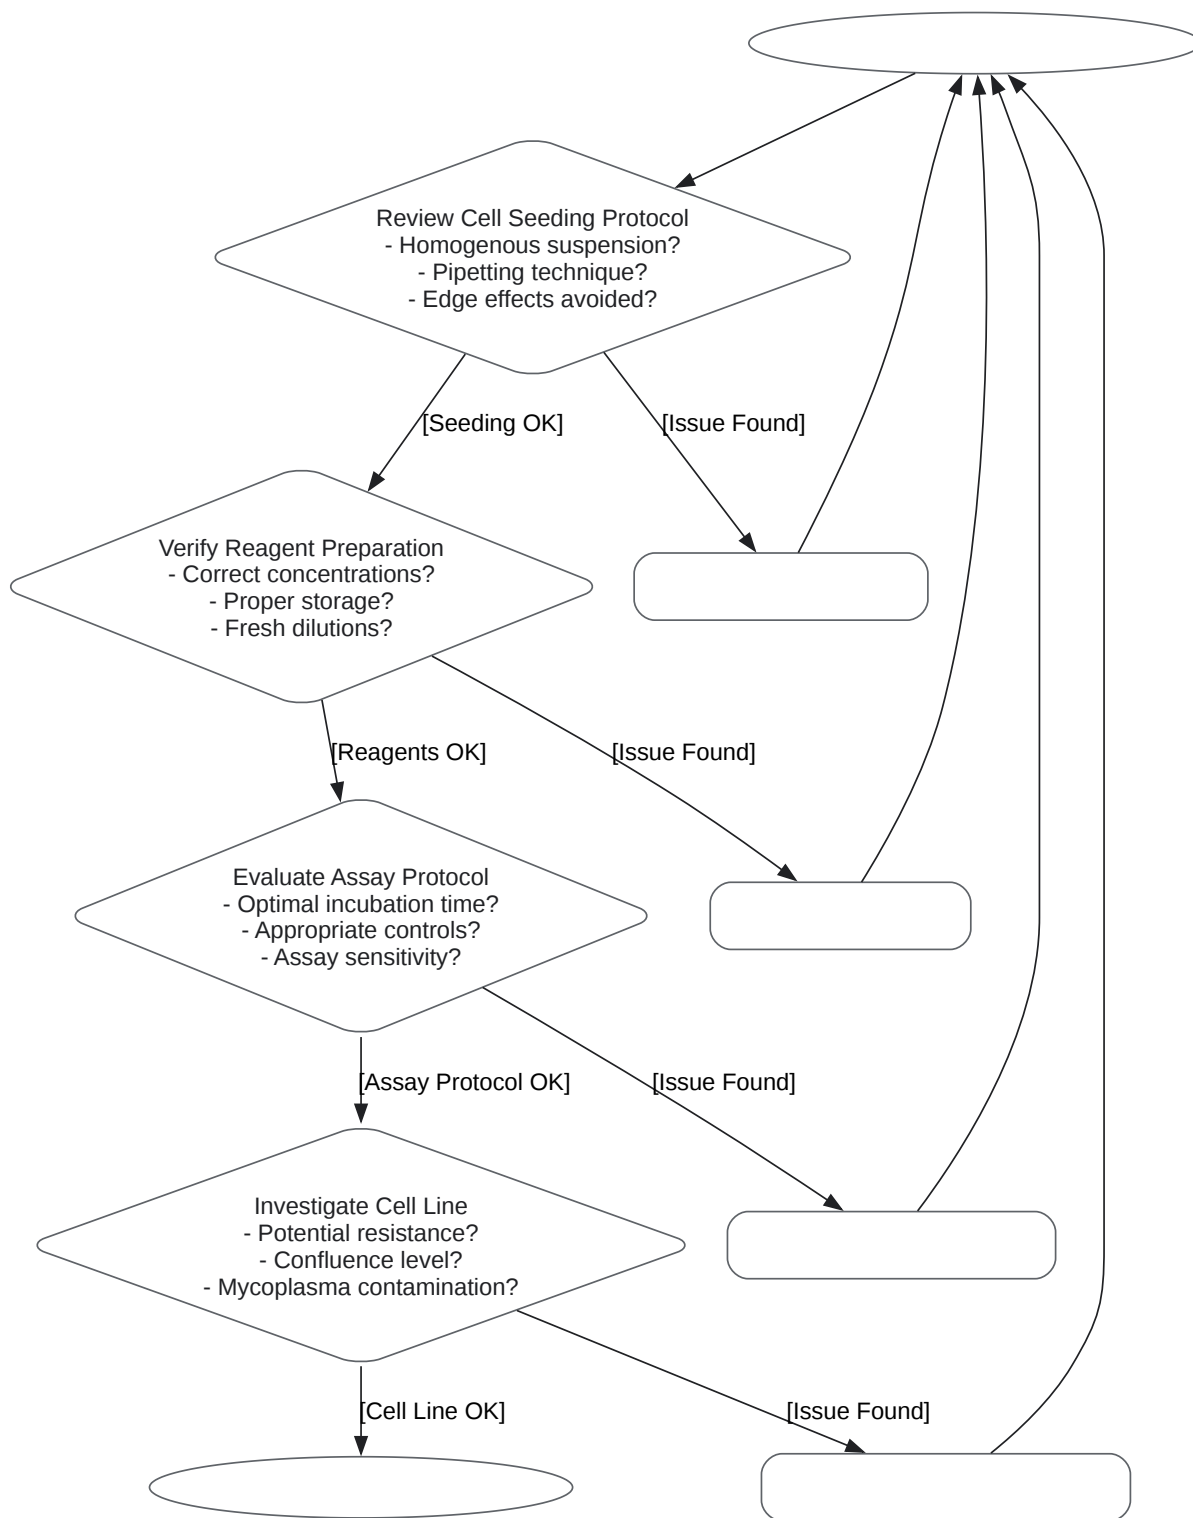 Review Cell Seeding Protocol
- Homogenous suspension?
- Pipetting technique?
- Edge effects avoided?
[Seeding OK]
[Issue Found]
Verify Reagent Preparation
- Correct concentrations?
- Proper storage?
- Fresh dilutions?
[Reagents OK]
[Issue Found]
Evaluate Assay Protocol
- Optimal incubation time?
- Appropriate controls?
- Assay sensitivity?
[Assay Protocol OK]
[Issue Found]
Investigate Cell Line
- Potential resistance?
- Confluence level?
- Mycoplasma contamination?
[Cell Line OK]
[Issue Found]